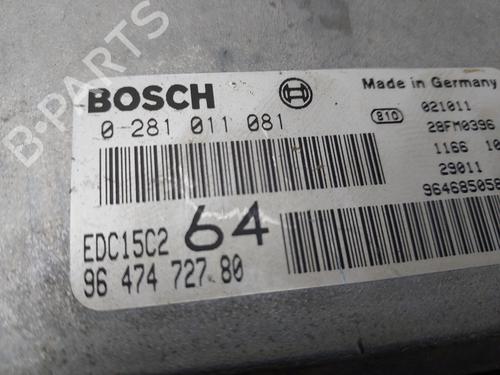 BOSCH
Made in Germany
0 281 011 081
910
021011
28FM0396
1166 10
29011
964685058
EDC15C2 64
96 474 727 80
B-PARTS